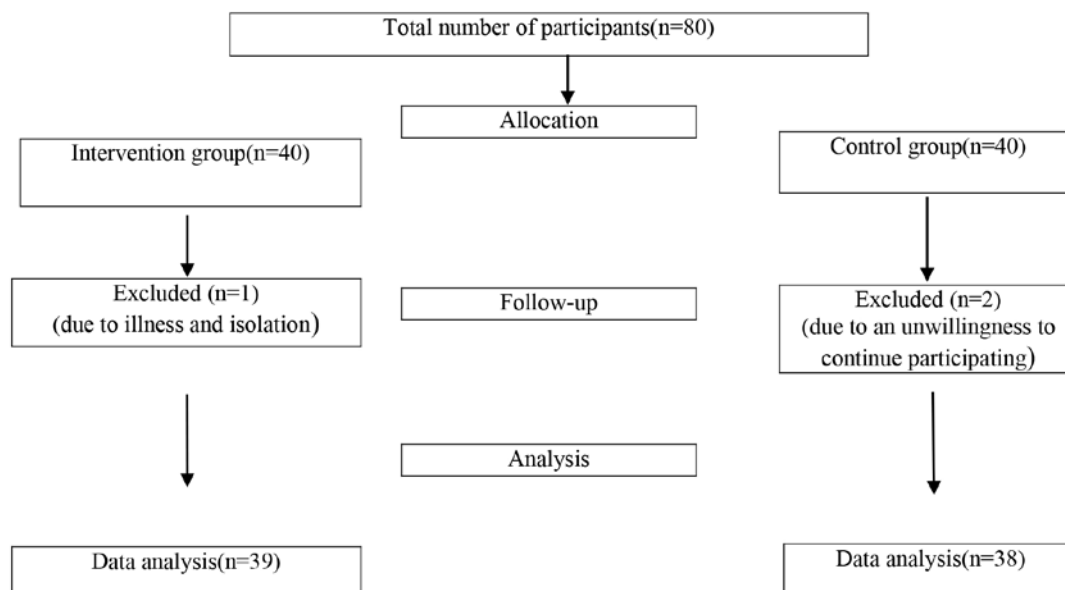 Total number of participants(n=80)
Allocation
Intervention group(n=40)
Control group(n=40)
Excluded (n=1)
(due to illness and isolation)
Follow-up
Excluded (n=2)
(due to an unwillingness to
continue participating)
Analysis
Data analysis(n=39)
Data analysis(n=38)